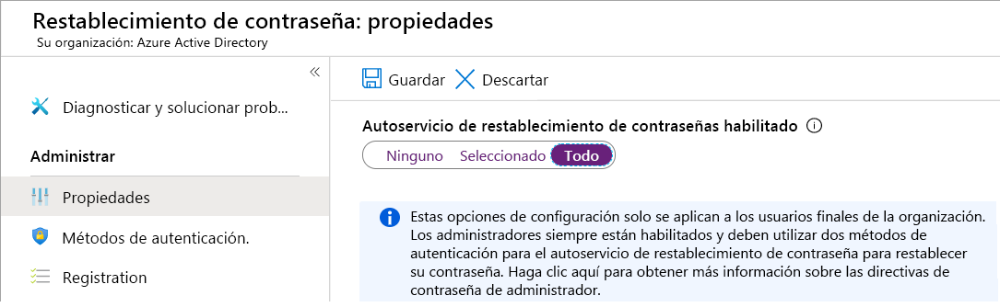 Restablecimiento de contraseña: propiedades
Su organización: Azure Active Directory
«
Diagnosticar y solucionar prob...
Administrar
Propiedades
Métodos de autenticación.
Registration
Guardar Descartar
Autoservicio de restablecimiento de contraseñas habilitado
Ninguno Seleccionado Todo
Estas opciones de configuración solo se aplican a los usuarios finales de la organización.
Los administradores siempre están habilitados y deben utilizar dos métodos de
autenticación para el autoservicio de restablecimiento de contraseña para restablecer
su contraseña. Haga clic aquí para obtener más información sobre las directivas de
contraseña de administrador.